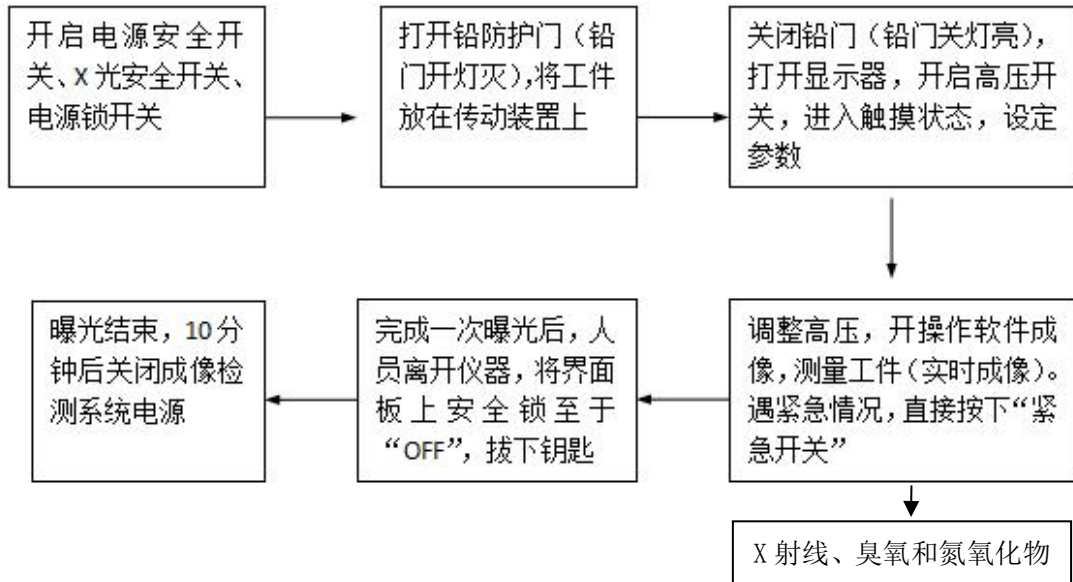 开启电源安全开
关、X 光安全开关、
电源锁开关
打开铅防护门（铅
门开灯灭），将工件
放在传动装置上
关闭铅门（铅门关灯亮），
打开显示器，开启高压开
关，进入触摸状态，设定
参数
调整高压，开操作软件成
像，测量工件（实时成像）。
遇紧急情况，直接按下“紧
急开关”
完成一次曝光后，人
员离开仪器，将界面
板上安全锁至于
“OFF”，拔下钥匙
曝光结束，10 分
钟后关闭成像检
测系统电源
X 射线、臭氧和氮氧化物